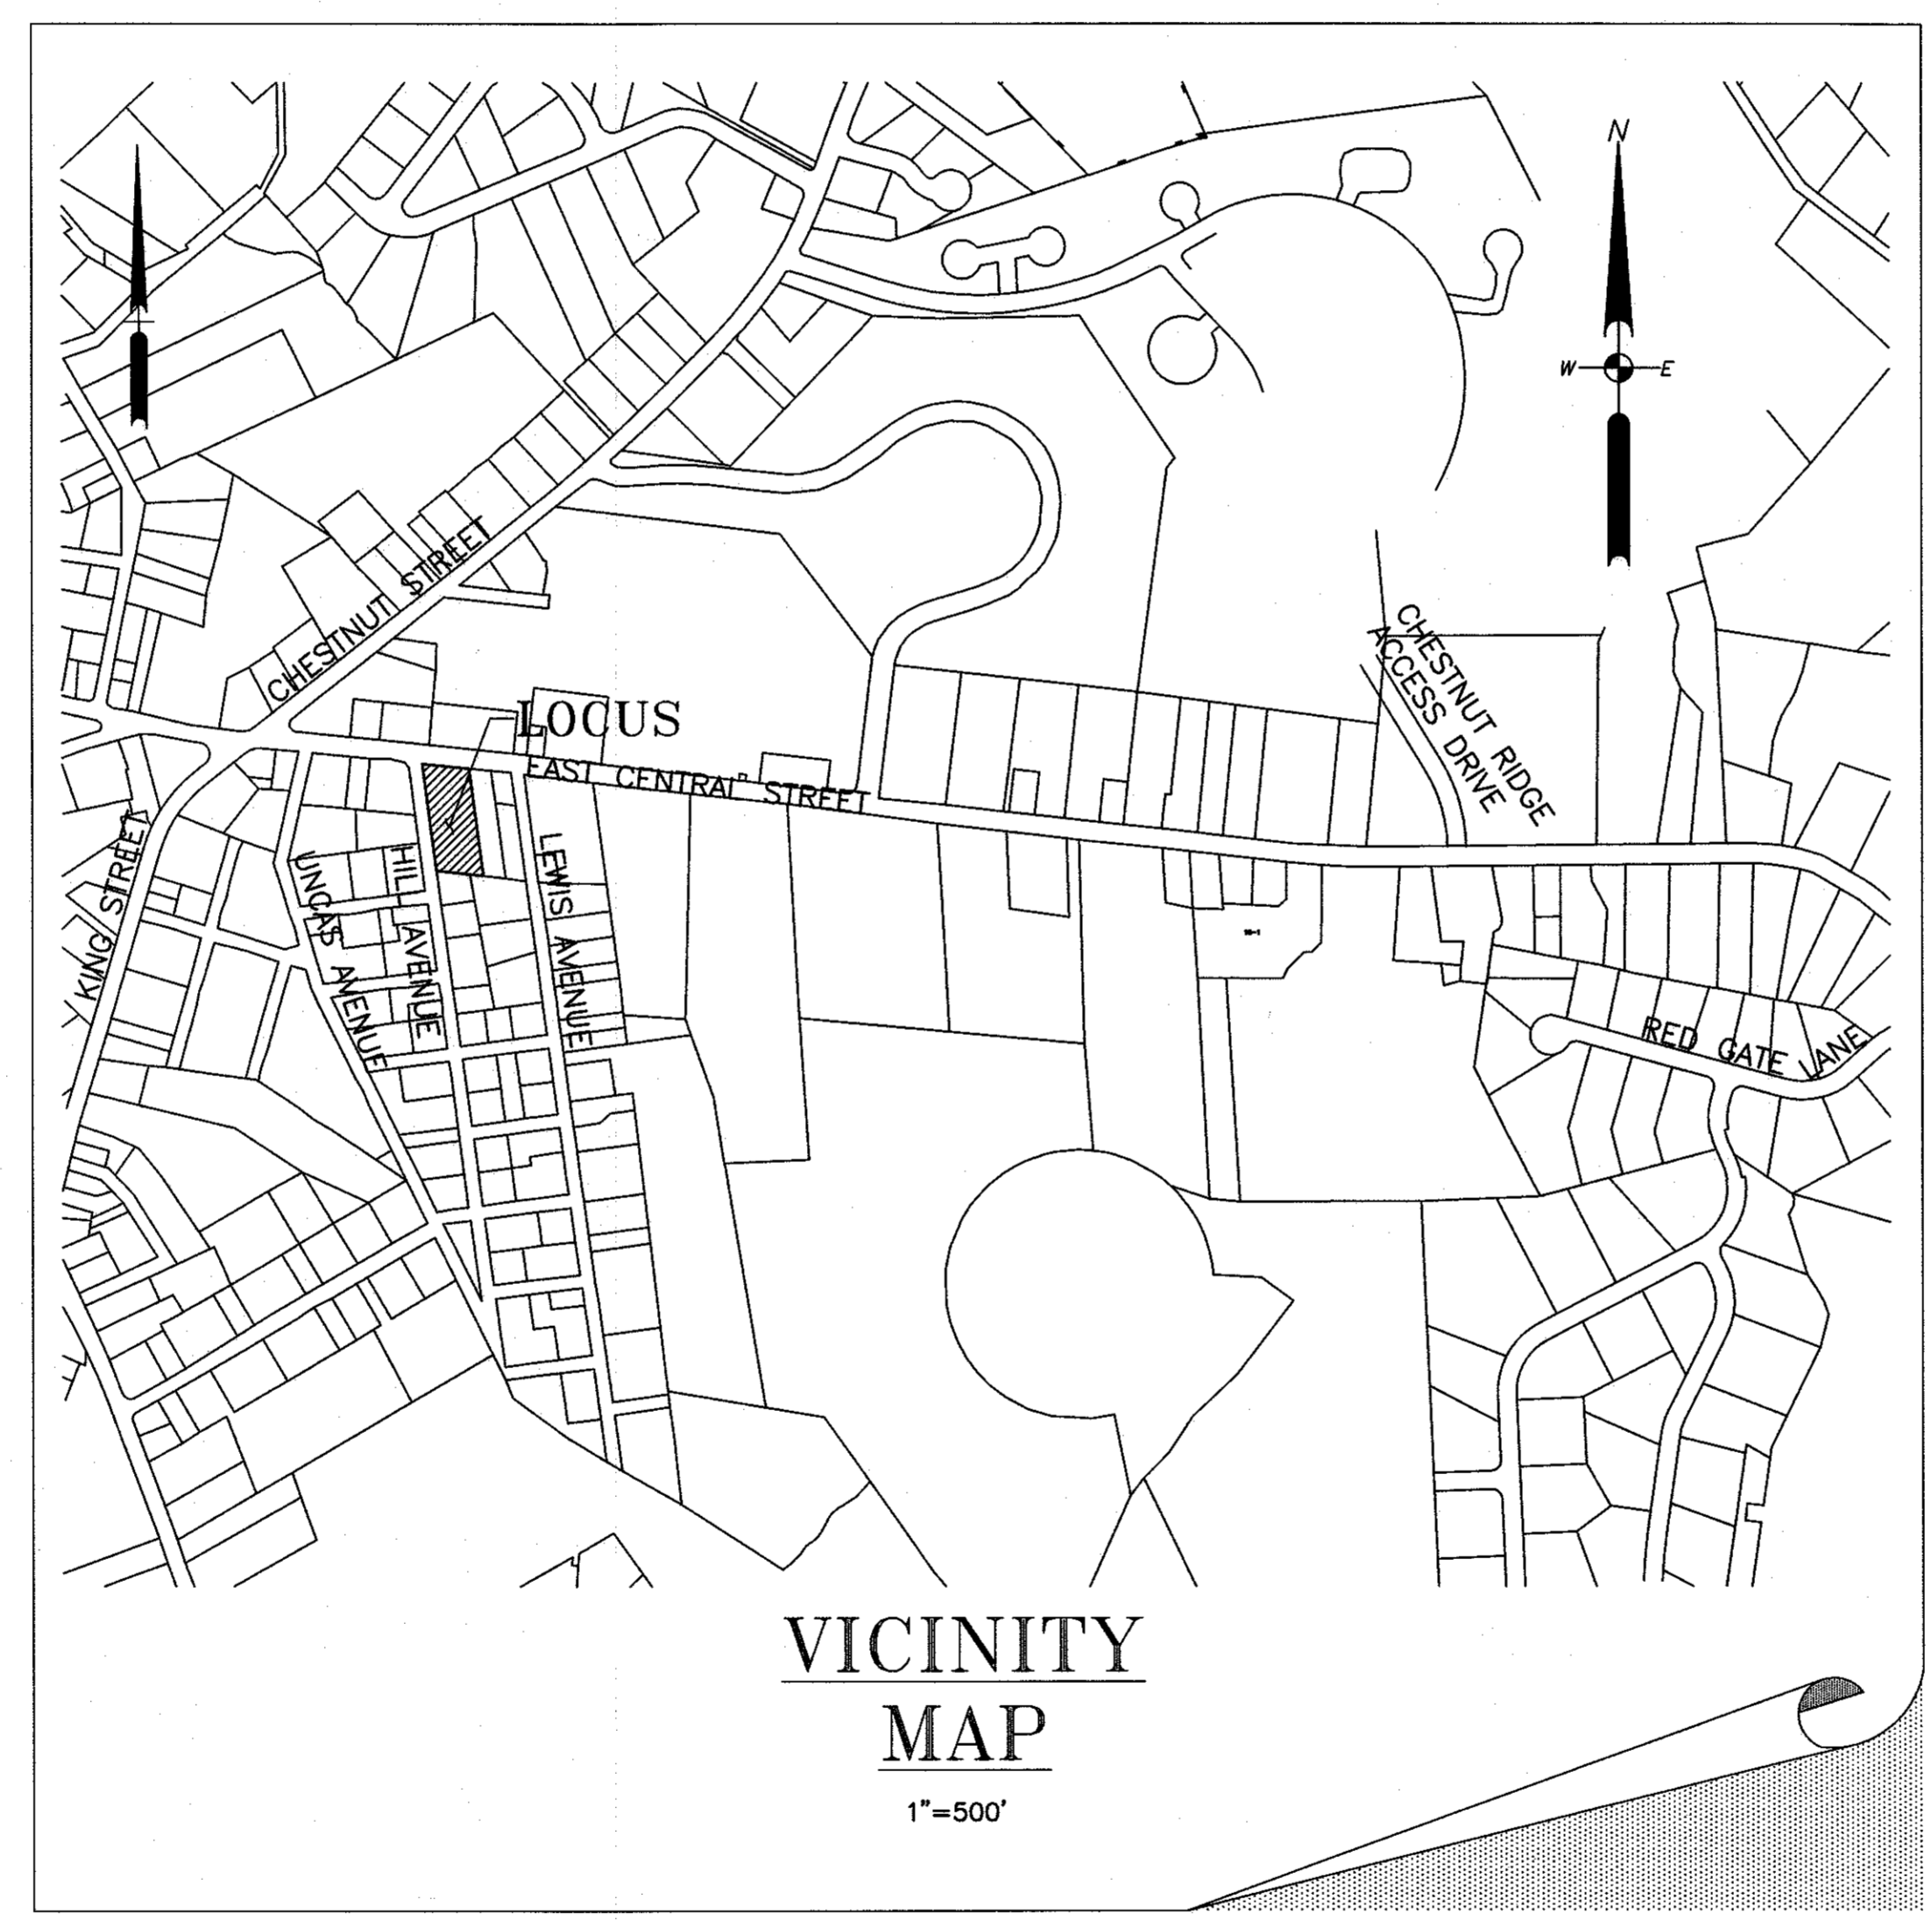 N
W E
CHESTNUT STREET
CHESTNUT RIDGE
ACCESS DRIVE
LOCUS
EAST CENTRAL STREET
KING STREET
UNCAS AVENUE
HILL AVENUE
LEWIS AVENUE
RED GATE LANE
VICINITY
MAP
1"=500'